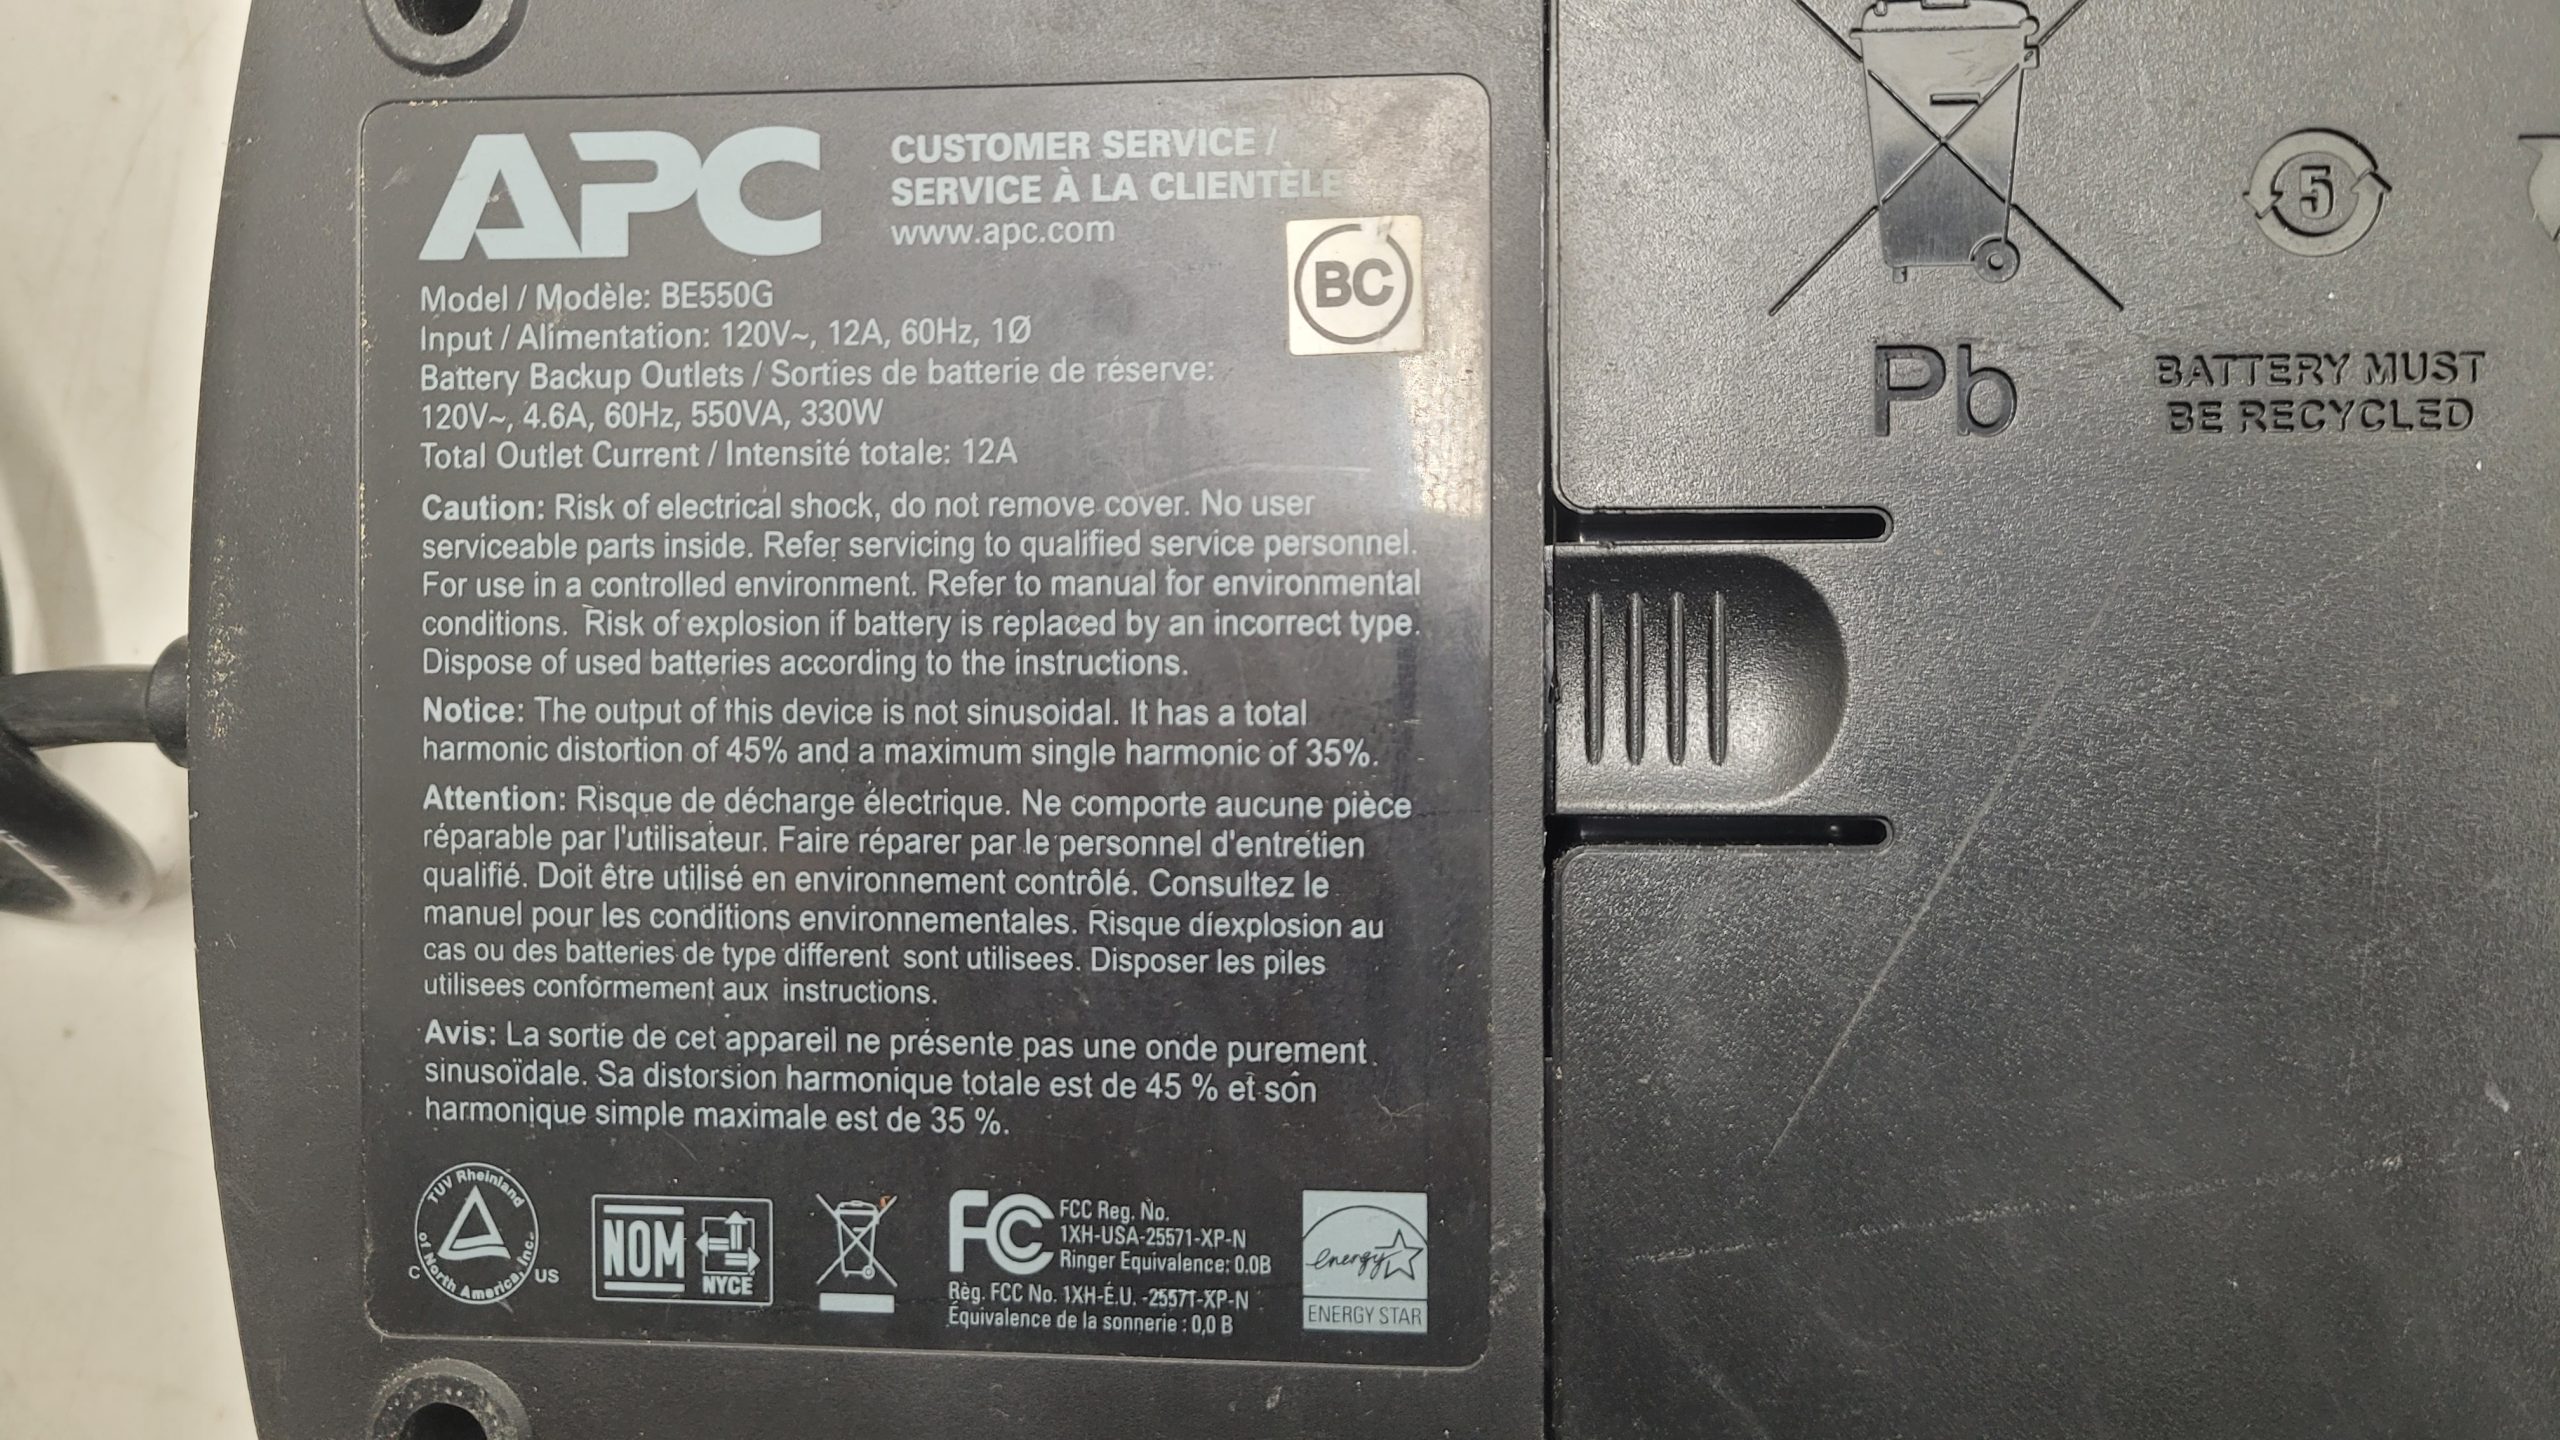 APC
CUSTOMER SERVICE /
SERVICE À LA CLIENTÈLE
www.apc.com
BC
Model / Modèle: BE550G
Input / Alimentation: 120V~, 12A, 60Hz, 1Ø
Battery Backup Outlets / Sorties de batterie de réserve:
120V~, 4.6A, 60Hz, 550VA, 330W
Total Outlet Current / Intensité totale: 12A
Caution: Risk of electrical shock, do not remove cover. No user
serviceable parts inside. Refer servicing to qualified service personnel.
For use in a controlled environment. Refer to manual for environmental
conditions. Risk of explosion if battery is replaced by an incorrect type.
Dispose of used batteries according to the instructions.
Notice: The output of this device is not sinusoidal. It has a total
harmonic distortion of 45% and a maximum single harmonic of 35%.
Attention: Risque de décharge électrique. Ne comporte aucune pièce
réparable par l'utilisateur. Faire réparer par le personnel d'entretien
qualifié. Doit être utilisé en environnement contrôlé. Consultez le
manuel pour les conditions environnementales. Risque díexplosion au
cas ou des batteries de type different sont utilisees. Disposer les piles
utilisees conformement aux instructions.
Avis: La sortie de cet appareil ne présente pas une onde purement
sinusoïdale. Sa distorsion harmonique totale est de 45 % et son
harmonique simple maximale est de 35 %.
TUV Rheinland
of North America, Inc.
C US
NOM
NYCE
FC
FCC Reg. No.
1XH-USA-25571-XP-N
Ringer Equivalence: 0.0B
Règ. FCC No. 1XH-É.U. -25571-XP-N
Équivalence de la sonnerie : 0,0 B
energy
ENERGY STAR
5
Pb
BATTERY MUST
BE RECYCLED